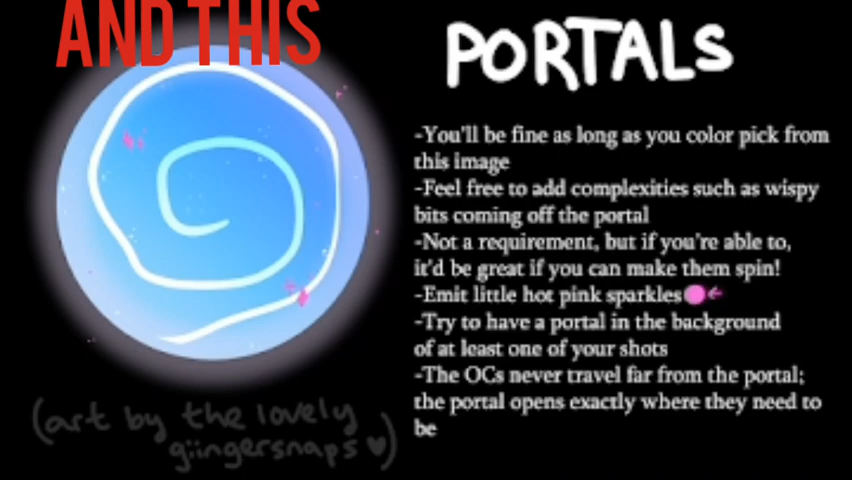 AND THIS
PORTALS
-You'll be fine as long as you color pick from
this image
-Feel free to add complexities such as wispy
bits coming off the portal
-Not a requirement, but if you're able to,
it'd be great if you can make them spin!
-Emit little hot pink sparkles
-Try to have a portal in the background
of at least one of your shots
-The OCs never travel far from the portal;
the portal opens exactly where they need to
be
(art by the lovely
giingersnaps ♥)